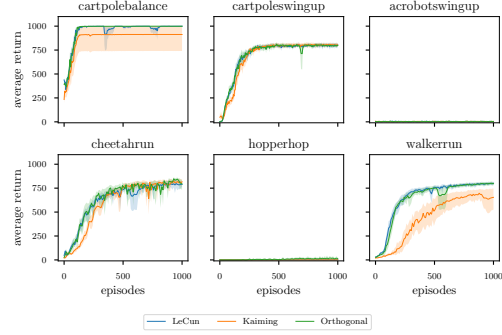 cartpolebalance cartpoleswingup acrobotswingup
average return
1000
750
500
250
0
cheetahrun hopperhop walkerrun
average return
1000
750
500
250
0
0 500 1000 0 500 1000 0 500 1000
episodes episodes episodes
LeCun Kaiming Orthogonal